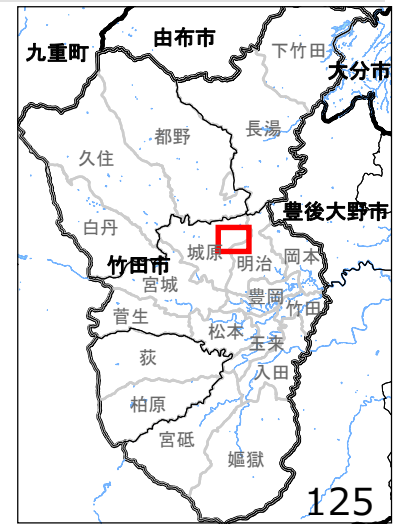 由布市
九重町
下竹田
大分市
都野
長湯
久住
豊後大野市
白丹
城原
岡本
竹田市
明治
宮城
豊岡
竹田
菅生
松本
玉来
荻
入田
柏原
宮砥
嫗獄
125